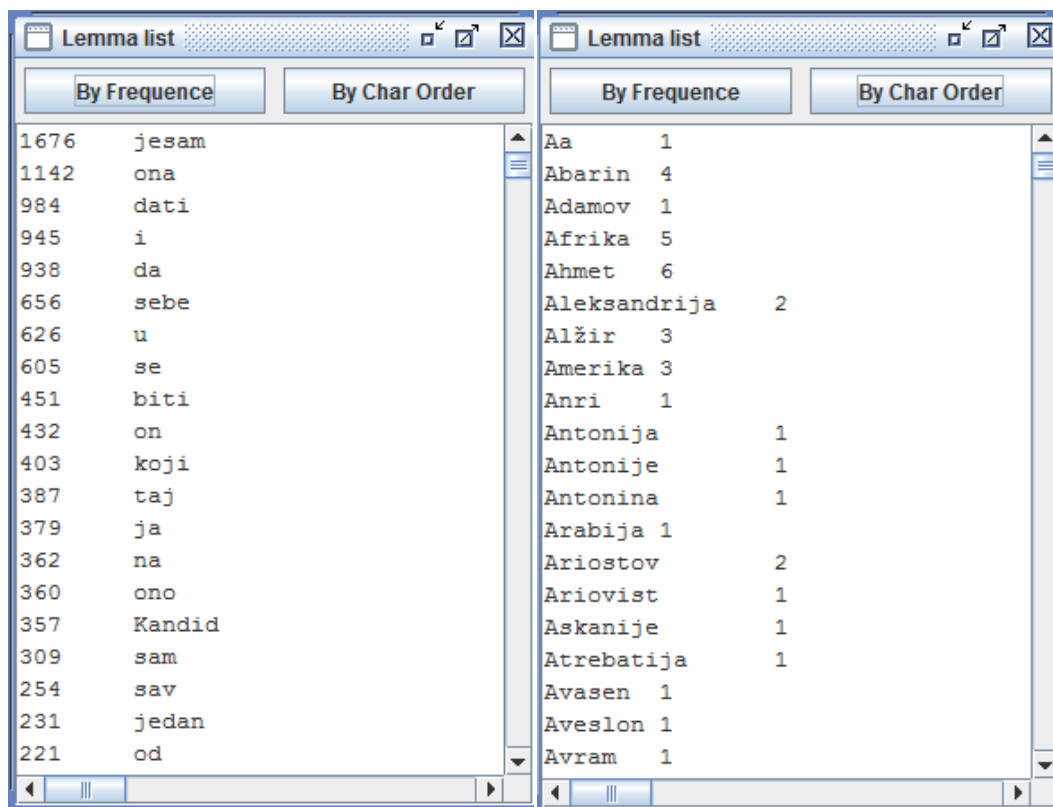 Lemma list
By Frequence By Char Order
1676 jesam
1142 ona
984 dati
945 i
938 da
656 sebe
626 u
605 se
451 biti
432 on
403 koji
387 taj
379 ja
362 na
360 ono
357 Kandid
309 sam
254 sav
231 jedan
221 od
Lemma list
By Frequence By Char Order
Aa 1
Abarin 4
Adamov 1
Afrika 5
Ahmet 6
Aleksandrija 2
Alžir 3
Amerika 3
Anri 1
Antonija 1
Antonije 1
Antonina 1
Arabija 1
Ariostov 2
Ariovist 1
Askanije 1
Atrebatija 1
Avasen 1
Aveslon 1
Avram 1